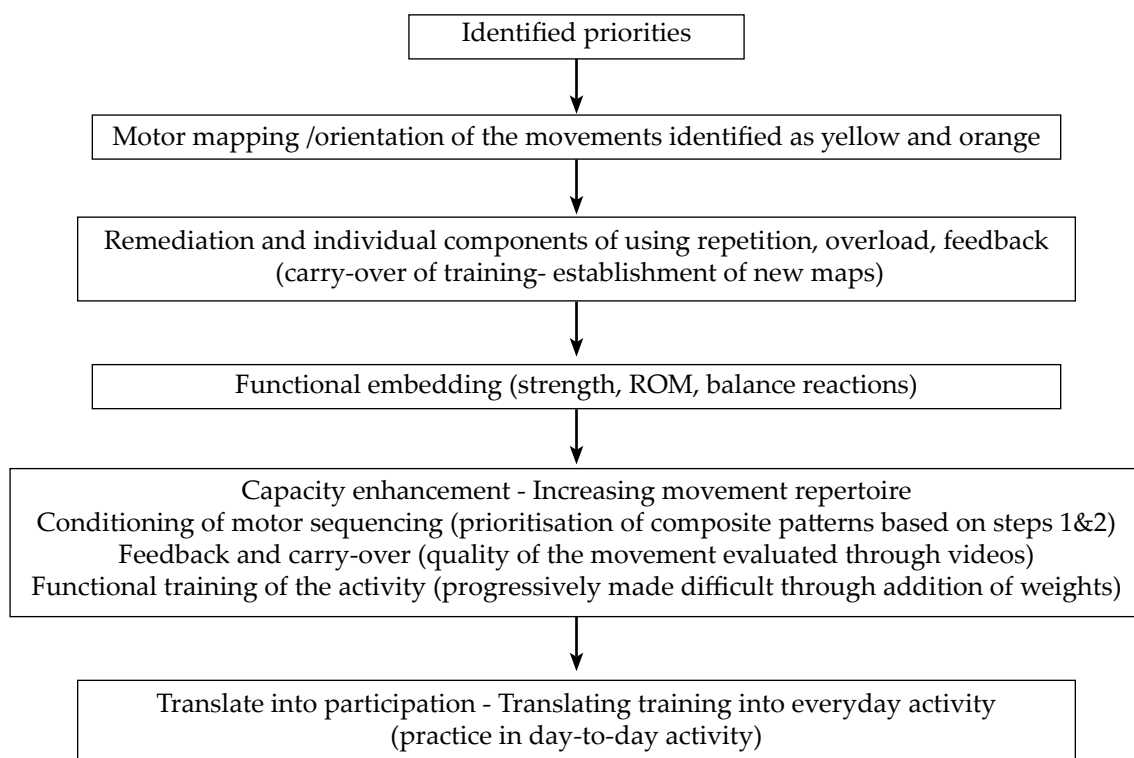 Identified priorities
Motor mapping /orientation of the movements identified as yellow and orange
Remediation and individual components of using repetition, overload, feedback
(carry-over of training- establishment of new maps)
Functional embedding (strength, ROM, balance reactions)
Capacity enhancement - Increasing movement repertoire
Conditioning of motor sequencing (prioritisation of composite patterns based on steps 1&2)
Feedback and carry-over (quality of the movement evaluated through videos)
Functional training of the activity (progressively made difficult through addition of weights)
Translate into participation - Translating training into everyday activity
(practice in day-to-day activity)